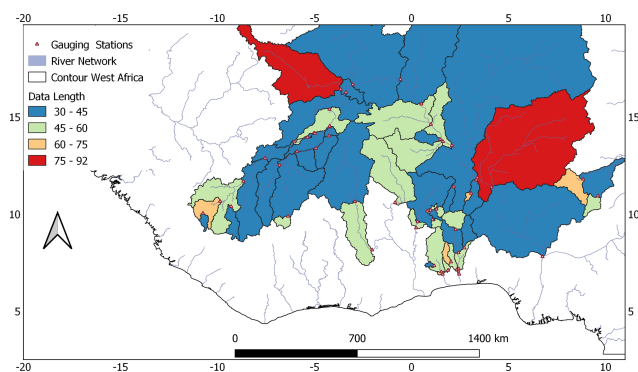 -20 -15 -10 -5 0 5 10
Gauging Stations
River Network
Contour West Africa
Data Length
30 - 45
45 - 60
60 - 75
75 - 92
15 15
10 10
5 5
0 700 1400 km
-20 -15 -10 -5 0 5 10